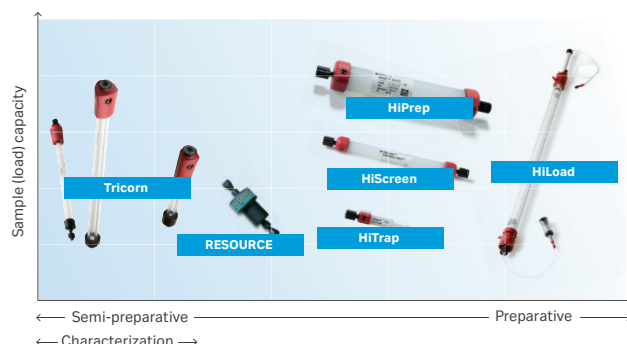 Sample (load) capacity
HiPrep
HiScreen
HiLoad
Tricorn
RESOURCE
HiTrap
Semi-preparative
Preparative
Characterization